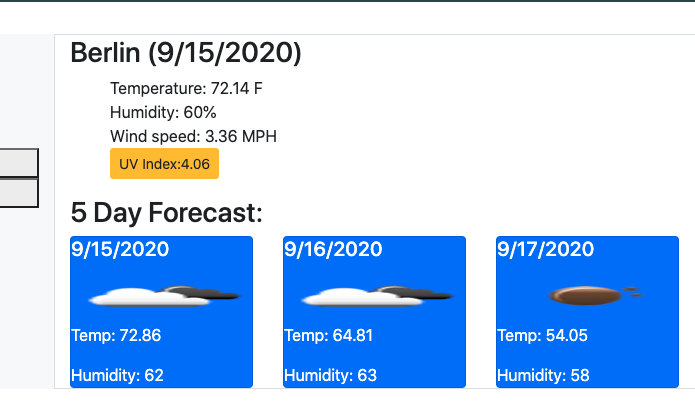 Berlin (9/15/2020)
Temperature: 72.14 F
Humidity: 60%
Wind speed: 3.36 MPH
UV Index:4.06
5 Day Forecast:
9/15/2020
Temp: 72.86
Humidity: 62
9/16/2020
Temp: 64.81
Humidity: 63
9/17/2020
Temp: 54.05
Humidity: 58